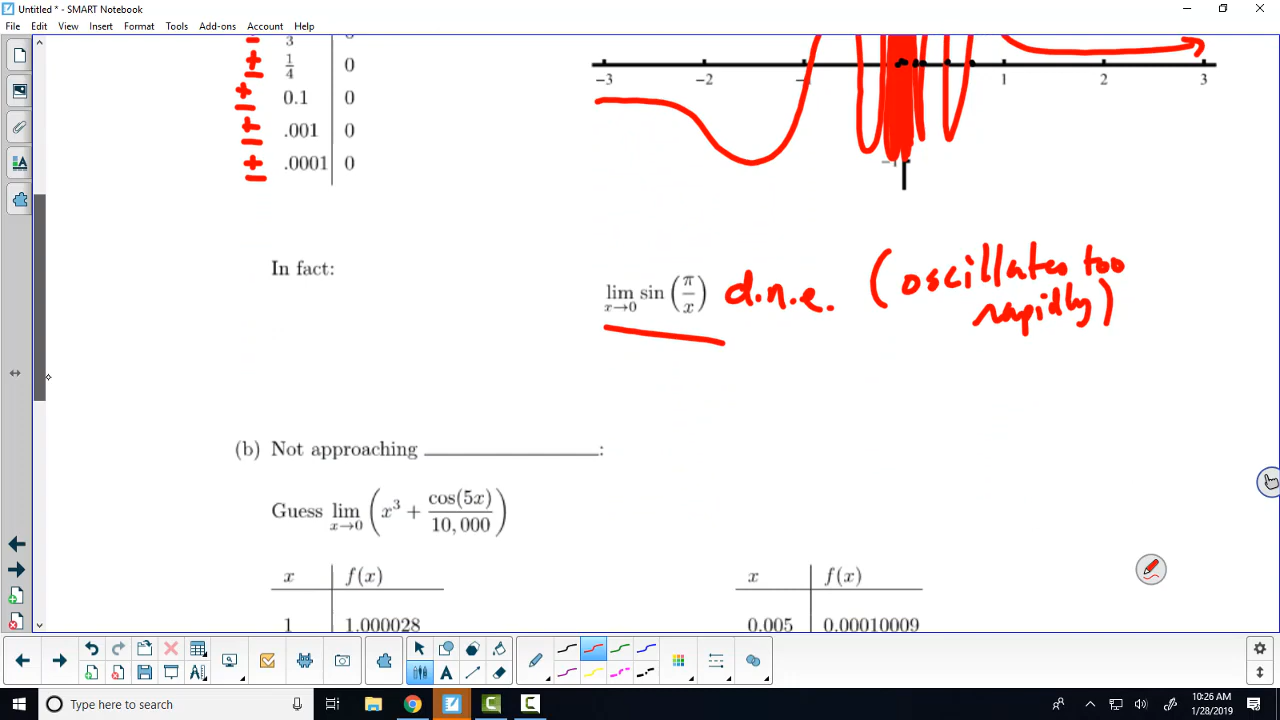 Untitled * - SMART Notebook
File Edit View Insert Format Tools Add-ons Account Help
± 3
± 1/4 0
± 0.1 0
± .001 0
± .0001 0
-3 -2 1 2 3
-1
In fact:
lim x→0 sin (π/x) d.n.e. (oscillates too
rapidly)
(b) Not approaching ________________:
Guess lim x→0 (x³ + cos(5x)/10,000)
x f(x) x f(x)
1 1.000028 0.005 0.00010009
Type here to search
10:26 AM
1/28/2019